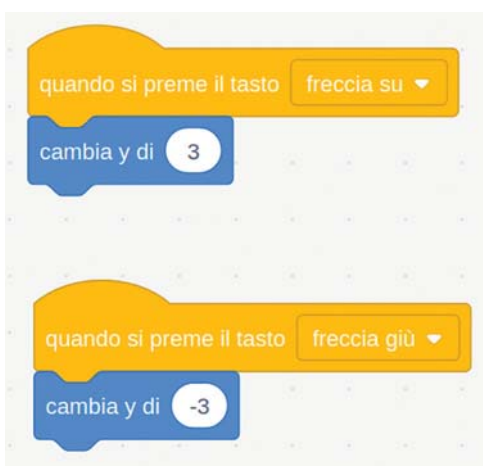 quando si preme il tasto freccia su
cambia y di 3
quando si preme il tasto freccia giù
cambia y di -3